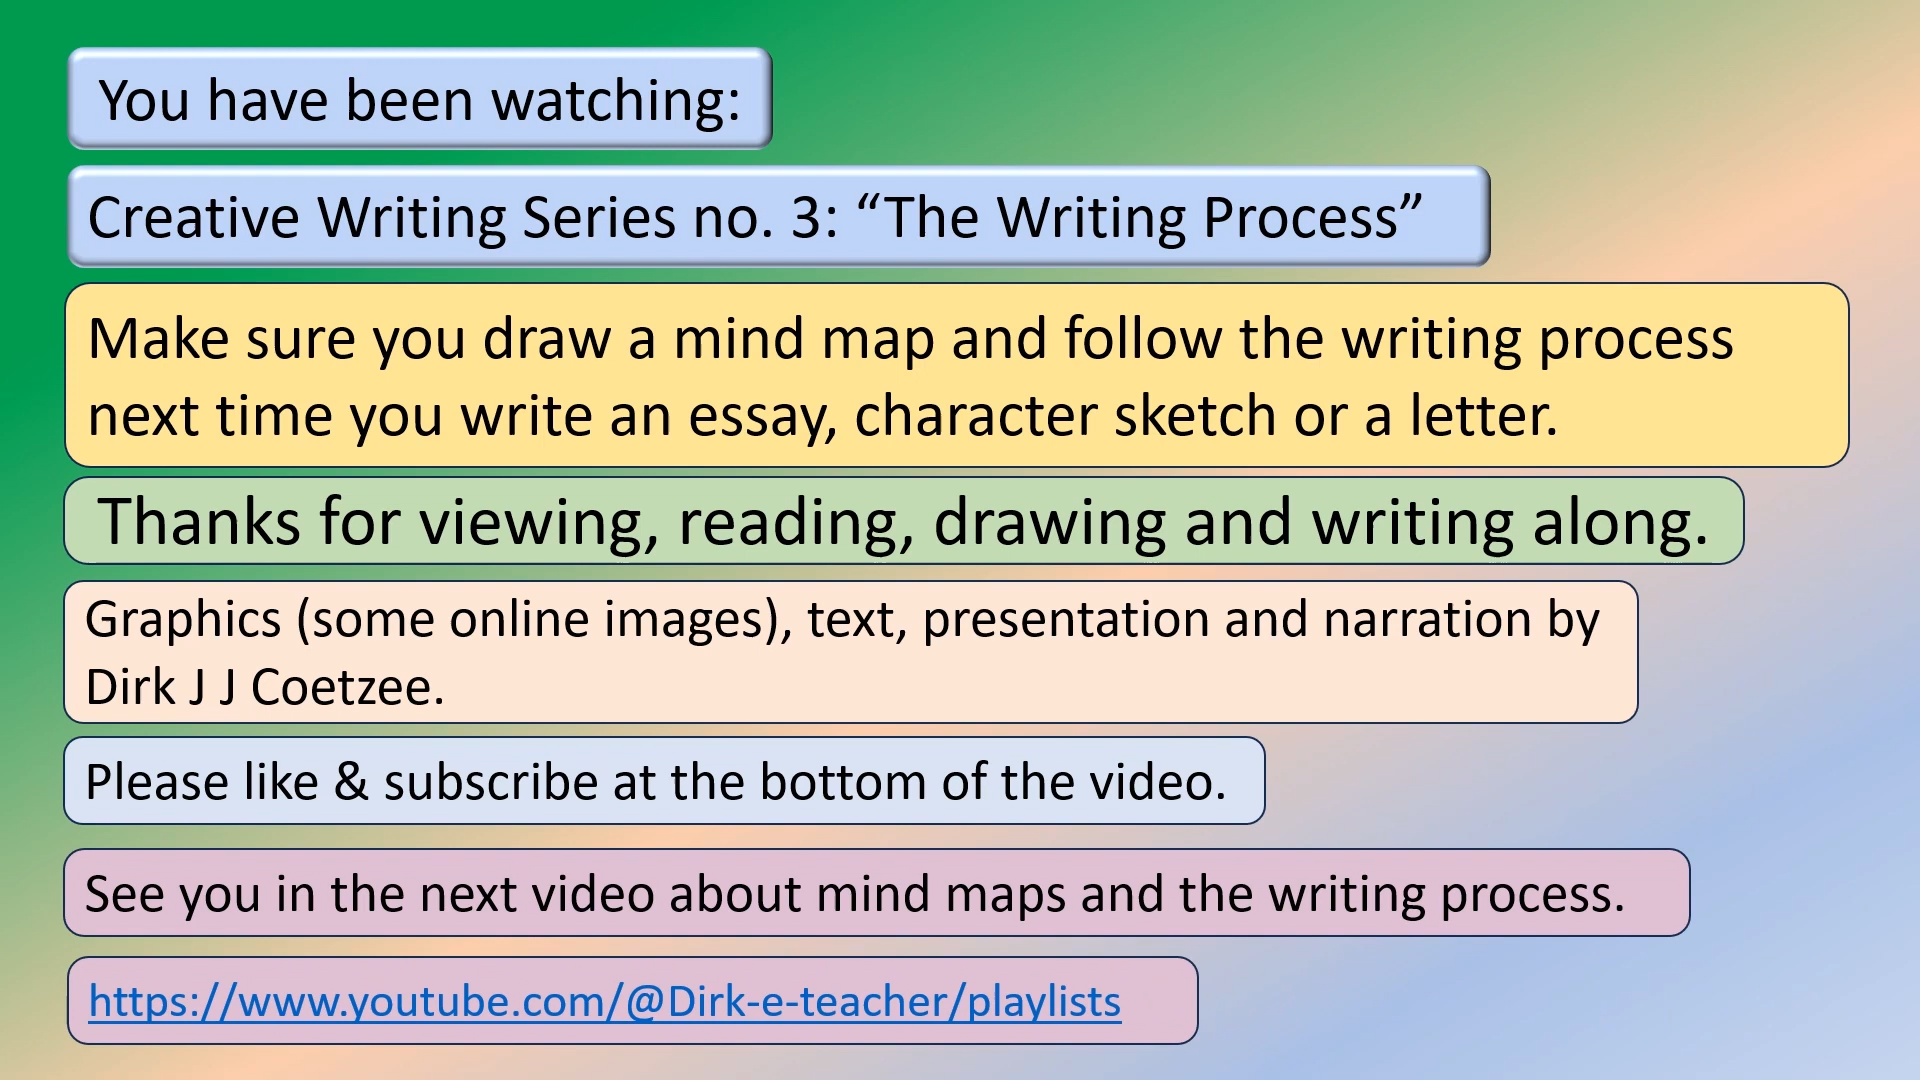 You have been watching:
Creative Writing Series no. 3: “The Writing Process”
Make sure you draw a mind map and follow the writing process
next time you write an essay, character sketch or a letter.
Thanks for viewing, reading, drawing and writing along.
Graphics (some online images), text, presentation and narration by
Dirk J J Coetzee.
Please like & subscribe at the bottom of the video.
See you in the next video about mind maps and the writing process.
https://www.youtube.com/@Dirk-e-teacher/playlists